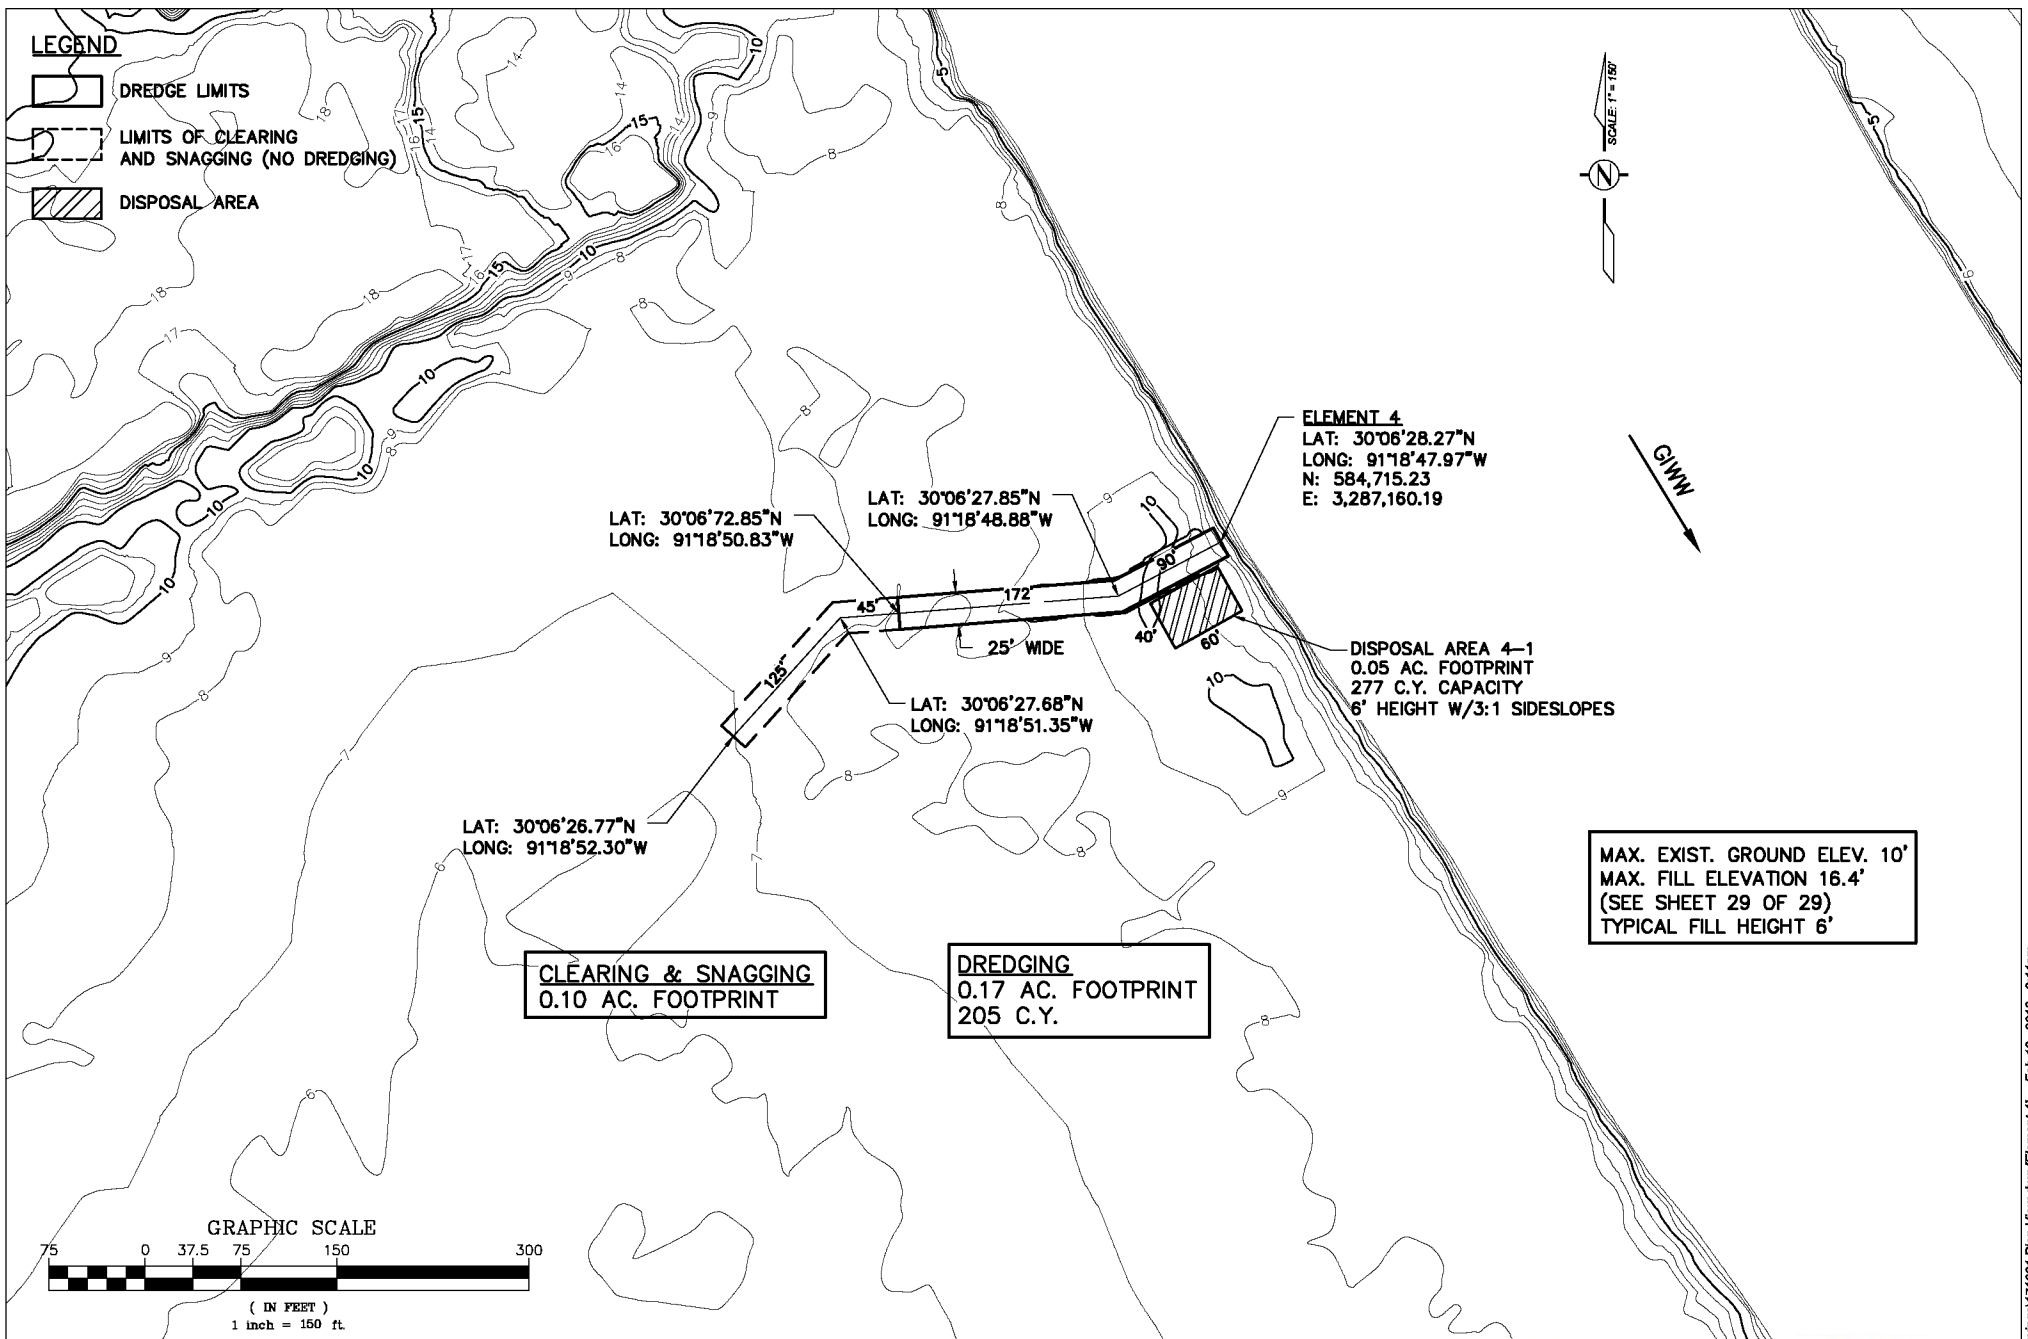 LEGEND
DREDGE LIMITS
LIMITS OF CLEARING
AND SNAGGING (NO DREDGING)
DISPOSAL AREA
SCALE: 1"=150'
N
GIWW
ELEMENT 4
LAT: 30°06'28.27"N
LONG: 91°18'47.97"W
N: 584,715.23
E: 3,287,160.19
LAT: 30°06'27.85"N
LONG: 91°18'48.88"W
LAT: 30°06'72.85"N
LONG: 91°18'50.83"W
90'
172'
45'
125'
40'
60'
25' WIDE
DISPOSAL AREA 4-1
0.05 AC. FOOTPRINT
277 C.Y. CAPACITY
6' HEIGHT W/3:1 SIDESLOPES
LAT: 30°06'27.68"N
LONG: 91°18'51.35"W
LAT: 30°06'26.77"N
LONG: 91°18'52.30"W
MAX. EXIST. GROUND ELEV. 10'
MAX. FILL ELEVATION 16.4'
(SEE SHEET 29 OF 29)
TYPICAL FILL HEIGHT 6'
CLEARING & SNAGGING
0.10 AC. FOOTPRINT
DREDGING
0.17 AC. FOOTPRINT
205 C.Y.
GRAPHIC SCALE
75 0 37.5 75 150 300
( IN FEET )
1 inch = 150 ft.